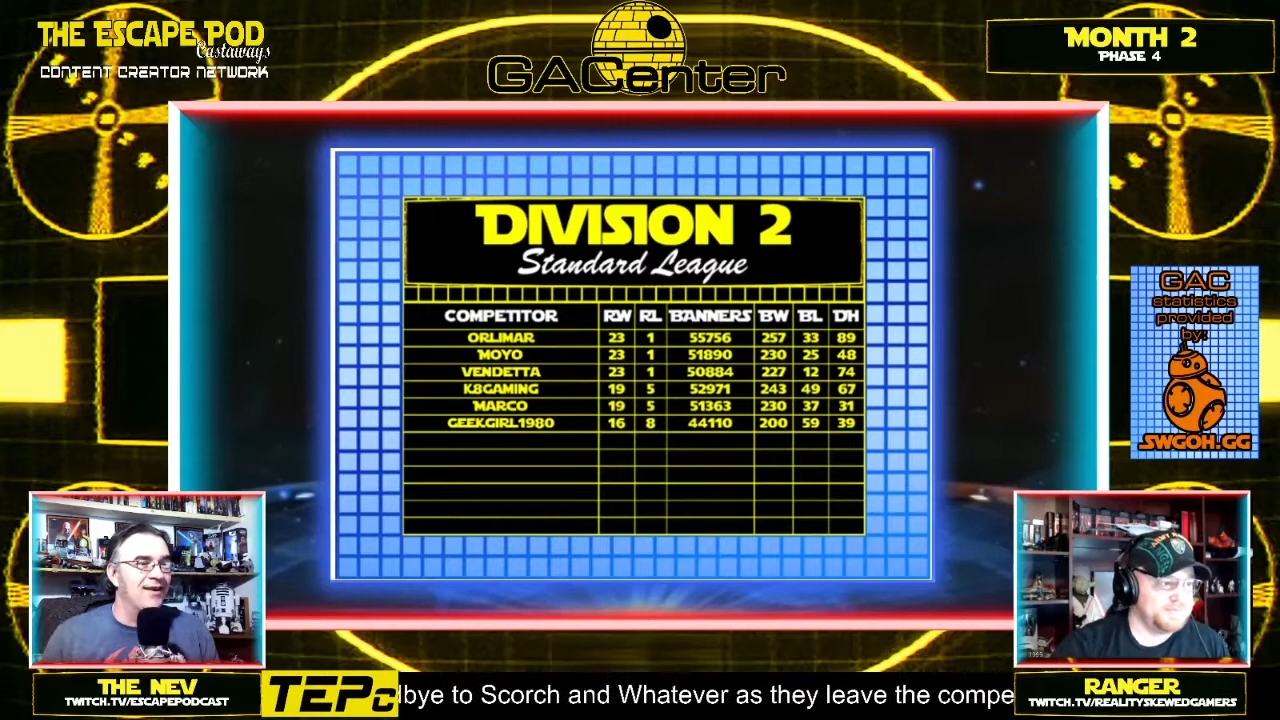 THE ESCAPE POD
Castaways
CONTENT CREATOR NETWORK
GACenter
MONTH 2
PHASE 4
DIVISION 2
Standard League
COMPETITOR RW RL BANNERS BW BL DH
ORLIMAR 23 1 55756 257 33 89
MOYO 23 1 51890 230 25 48
VENDETTA 23 1 50884 227 12 74
K8GAMING 19 5 52971 243 49 67
MARCO 19 5 51363 230 37 31
GEEKGIRL1980 16 8 44110 200 59 39
GAC
statistics
provided
by:
SWGOH.GG
THE NEV
TWITCH.TV/ESCAPEPODCAST
TEPc
dbye to Scorch and Whatever as they leave the compe
RANGER
TWITCH.TV/REALITYSKEWEDGAMERS